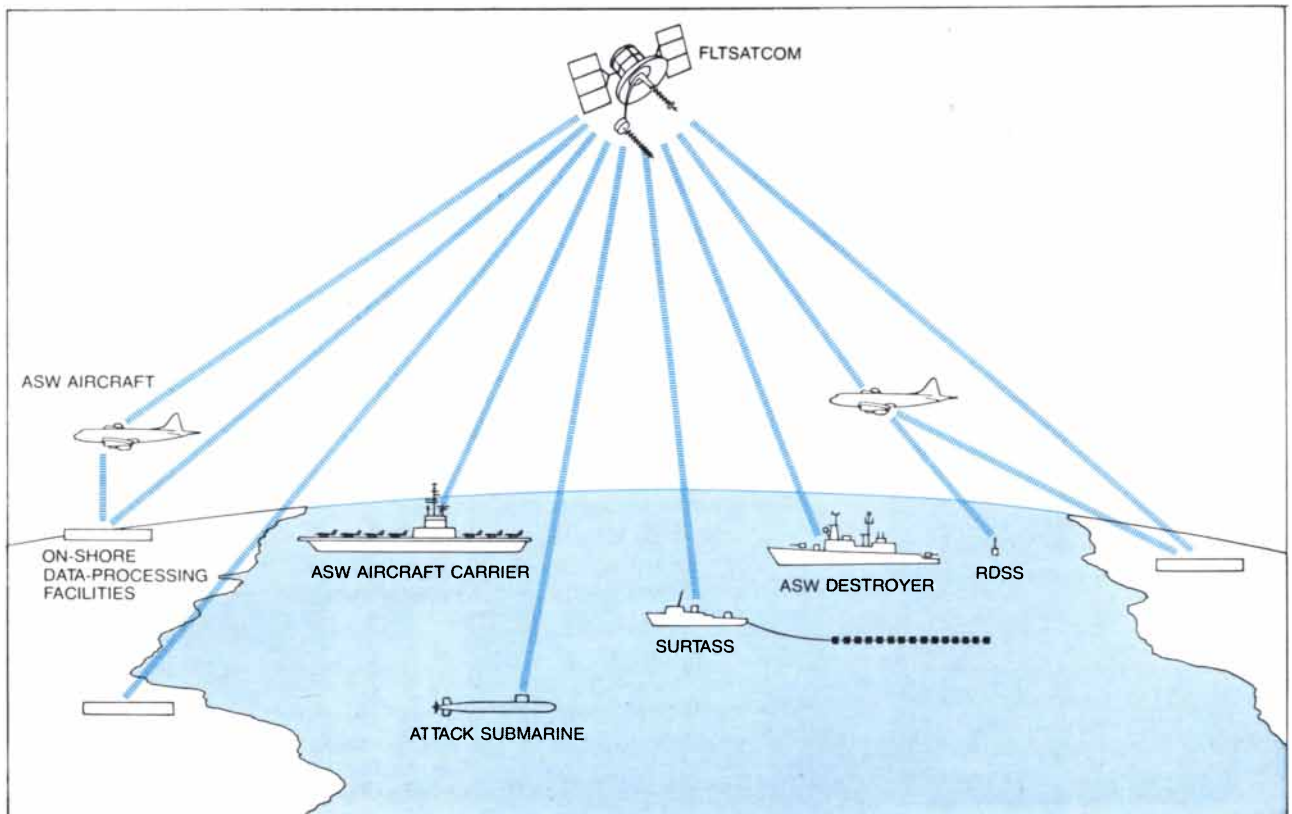 FLTSATCOM
ASW AIRCRAFT
ON-SHORE
DATA-PROCESSING
FACILITIES
ASW AIRCRAFT CARRIER
ASW DESTROYER
RDSS
SURTASS
ATTACK SUBMARINE